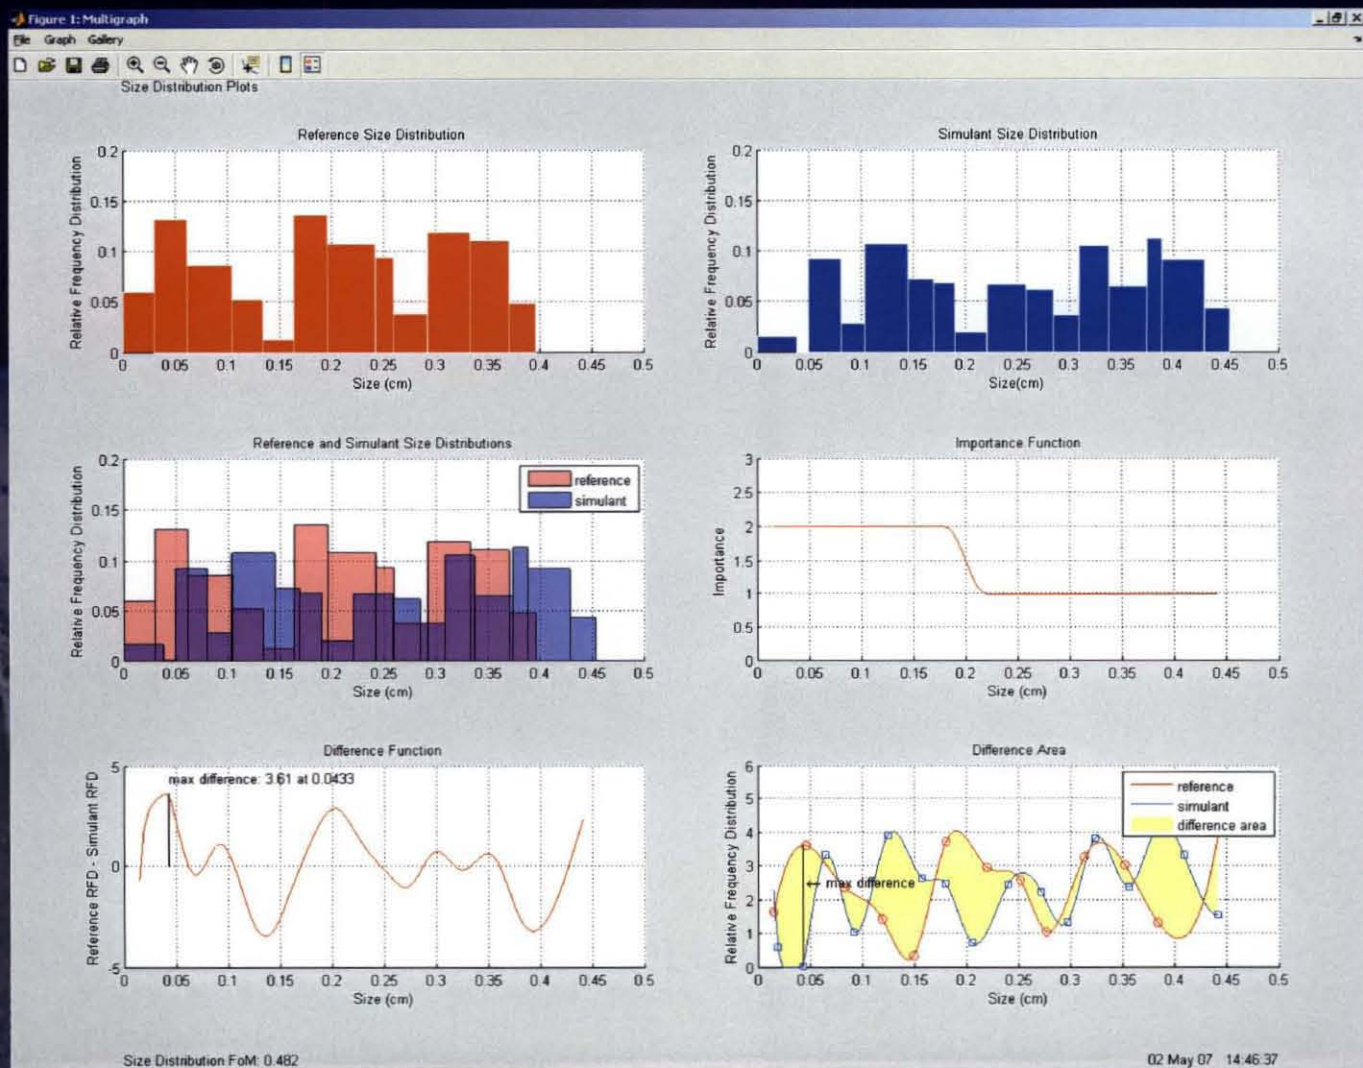 Figure 1: Multigraph
File Graph Gallery
Size Distribution Plots
Reference Size Distribution
Relative Frequency Distribution
0.2
0.15
0.1
0.05
0
0 0.05 0.1 0.15 0.2 0.25 0.3 0.35 0.4 0.45 0.5
Size (cm)
Simulant Size Distribution
Relative Frequency Distribution
0.2
0.15
0.1
0.05
0
0 0.05 0.1 0.15 0.2 0.25 0.3 0.35 0.4 0.45 0.5
Size(cm)
Reference and Simulant Size Distributions
Relative Frequency Distribution
0.2
0.15
0.1
0.05
0
reference
simulant
0 0.05 0.1 0.15 0.2 0.25 0.3 0.35 0.4 0.45 0.5
Size (cm)
Importance Function
Importance
3
2.5
2
1.5
1
0.5
0
0 0.05 0.1 0.15 0.2 0.25 0.3 0.35 0.4 0.45 0.5
Size (cm)
Difference Function
Reference RFD - Simulant RFD
5
0
-5
max difference: 3.61 at 0.0433
0 0.05 0.1 0.15 0.2 0.25 0.3 0.35 0.4 0.45 0.5
Size (cm)
Difference Area
Relative Frequency Distribution
6
5
4
3
2
1
0
reference
simulant
difference area
max difference
0 0.05 0.1 0.15 0.2 0.25 0.3 0.35 0.4 0.45 0.5
Size (cm)
Size Distribution FoM: 0.482
02 May 07 14:46:37